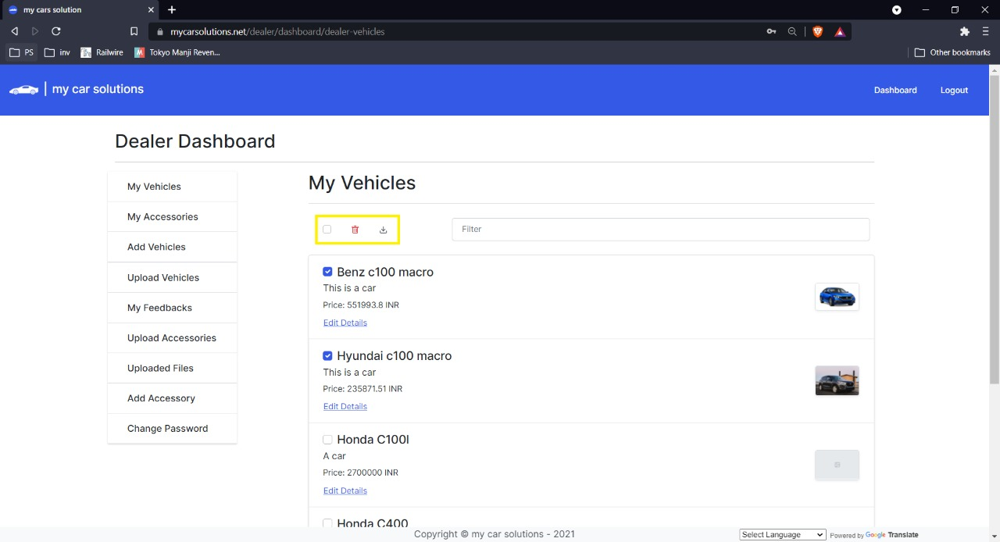 my cars solution
mycarsolutions.net/dealer/dashboard/dealer-vehicles
PS inv Railwire Tokyo Manji Reven... Other bookmarks
my car solutions Dashboard Logout
Dealer Dashboard
My Vehicles
My Accessories
Add Vehicles
Upload Vehicles
My Feedbacks
Upload Accessories
Uploaded Files
Add Accessory
Change Password
My Vehicles
Filter
Benz c100 macro
This is a car
Price: 551993.8 INR
Edit Details
Hyundai c100 macro
This is a car
Price: 235871.51 INR
Edit Details
Honda C100l
A car
Price: 2700000 INR
Edit Details
Honda C400
Copyright © my car solutions - 2021
Select Language Powered by Google Translate